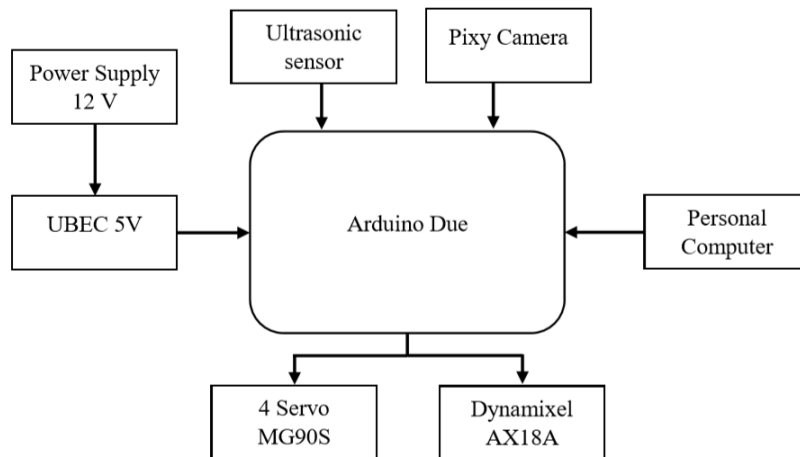 Ultrasonic
sensor
Pixy Camera
Power Supply
12 V
UBEC 5V
Arduino Due
Personal
Computer
4 Servo
MG90S
Dynamixel
AX18A